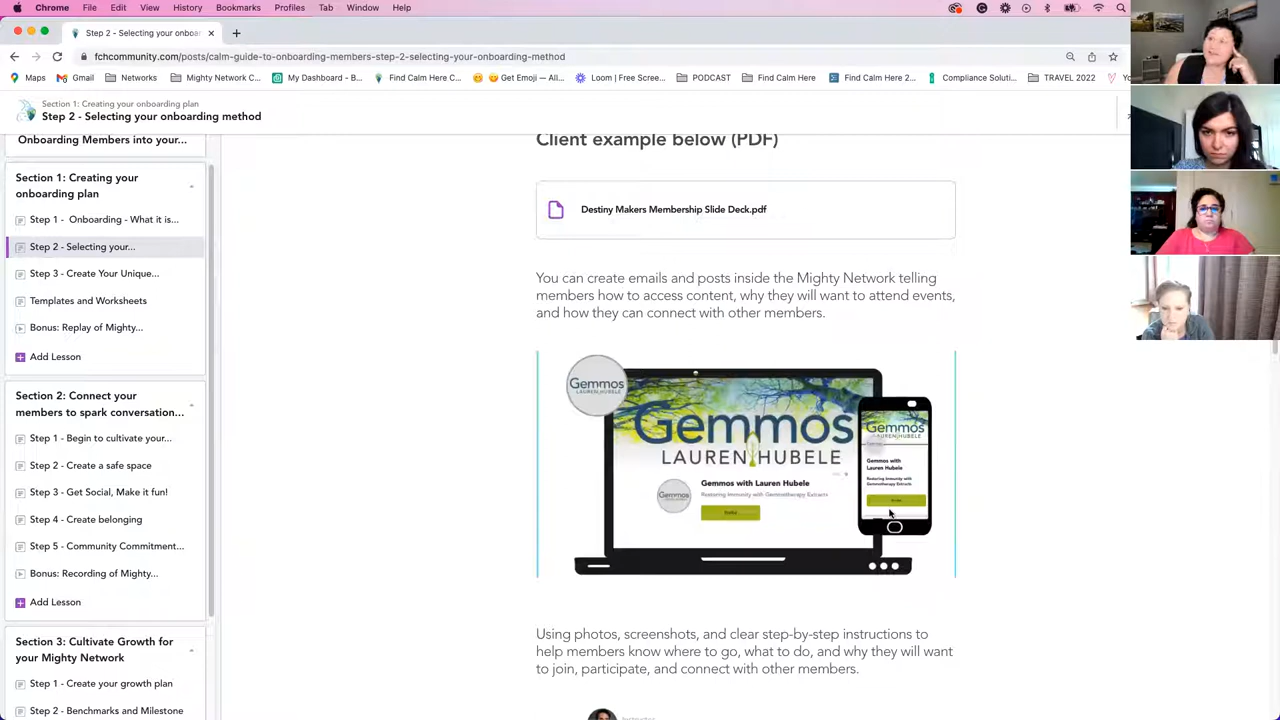 Chrome File Edit View History Bookmarks Profiles Tab Window Help
Step 2 - Selecting your onboar
fchcommunity.com/posts/calm-guide-to-onboarding-members-step-2-selecting-your-onboarding-method
Maps Gmail Networks Mighty Network C... My Dashboard - B... Find Calm Here... Get Emoji — All... Loom | Free Scree... PODCAST Find Calm Here Find Calm Here 2... Compliance Soluti... TRAVEL 2022
Section 1: Creating your onboarding plan
Step 2 - Selecting your onboarding method
Onboarding Members into your...
Section 1: Creating your
onboarding plan
Step 1 - Onboarding - What it is...
Step 2 - Selecting your...
Step 3 - Create Your Unique...
Templates and Worksheets
Bonus: Replay of Mighty...
Add Lesson
Section 2: Connect your
members to spark conversation...
Step 1 - Begin to cultivate your...
Step 2 - Create a safe space
Step 3 - Get Social, Make it fun!
Step 4 - Create belonging
Step 5 - Community Commitment...
Bonus: Recording of Mighty...
Add Lesson
Section 3: Cultivate Growth for
your Mighty Network
Step 1 - Create your growth plan
Step 2 - Benchmarks and Milestone
Client example below (PDF)
Destiny Makers Membership Slide Deck.pdf
You can create emails and posts inside the Mighty Network telling
members how to access content, why they will want to attend events,
and how they can connect with other members.
Gemmos
LAUREN HUBELE
Gemmos
LAUREN HUBELE
Gemmos with Lauren Hubele
Restoring Immunity with Gemmotherapy Extracts
Gemmos
LAUREN HUBELE
Gemmos with
Lauren Hubele
Restoring Immunity with
Gemmotherapy Extracts
Using photos, screenshots, and clear step-by-step instructions to
help members know where to go, what to do, and why they will want
to join, participate, and connect with other members.